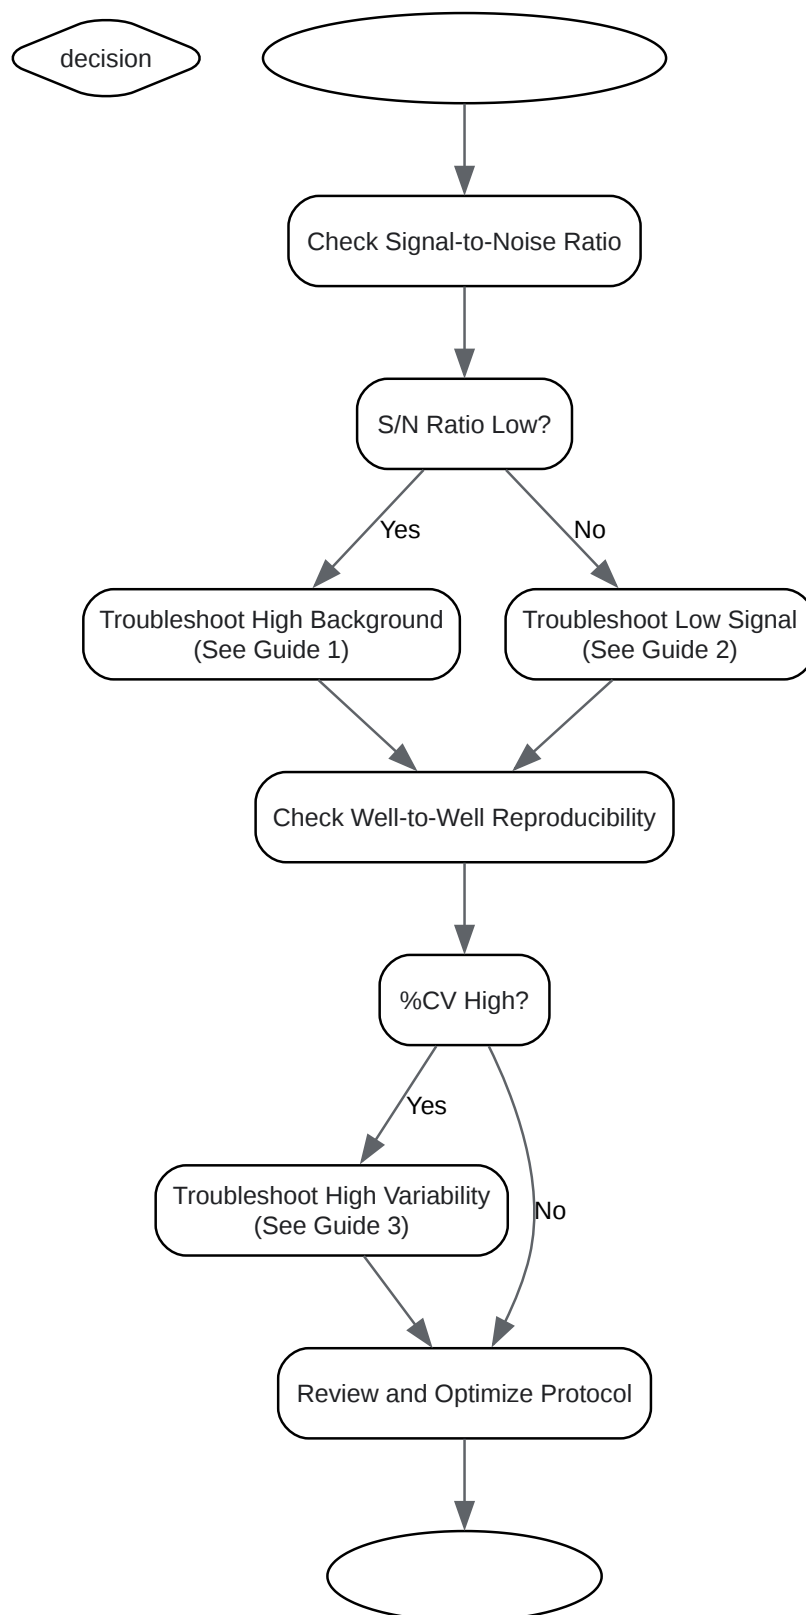 decision
Check Signal-to-Noise Ratio
S/N Ratio Low?
Yes
No
Troubleshoot High Background
(See Guide 1)
Troubleshoot Low Signal
(See Guide 2)
Check Well-to-Well Reproducibility
%CV High?
Yes
Troubleshoot High Variability
(See Guide 3)
No
Review and Optimize Protocol